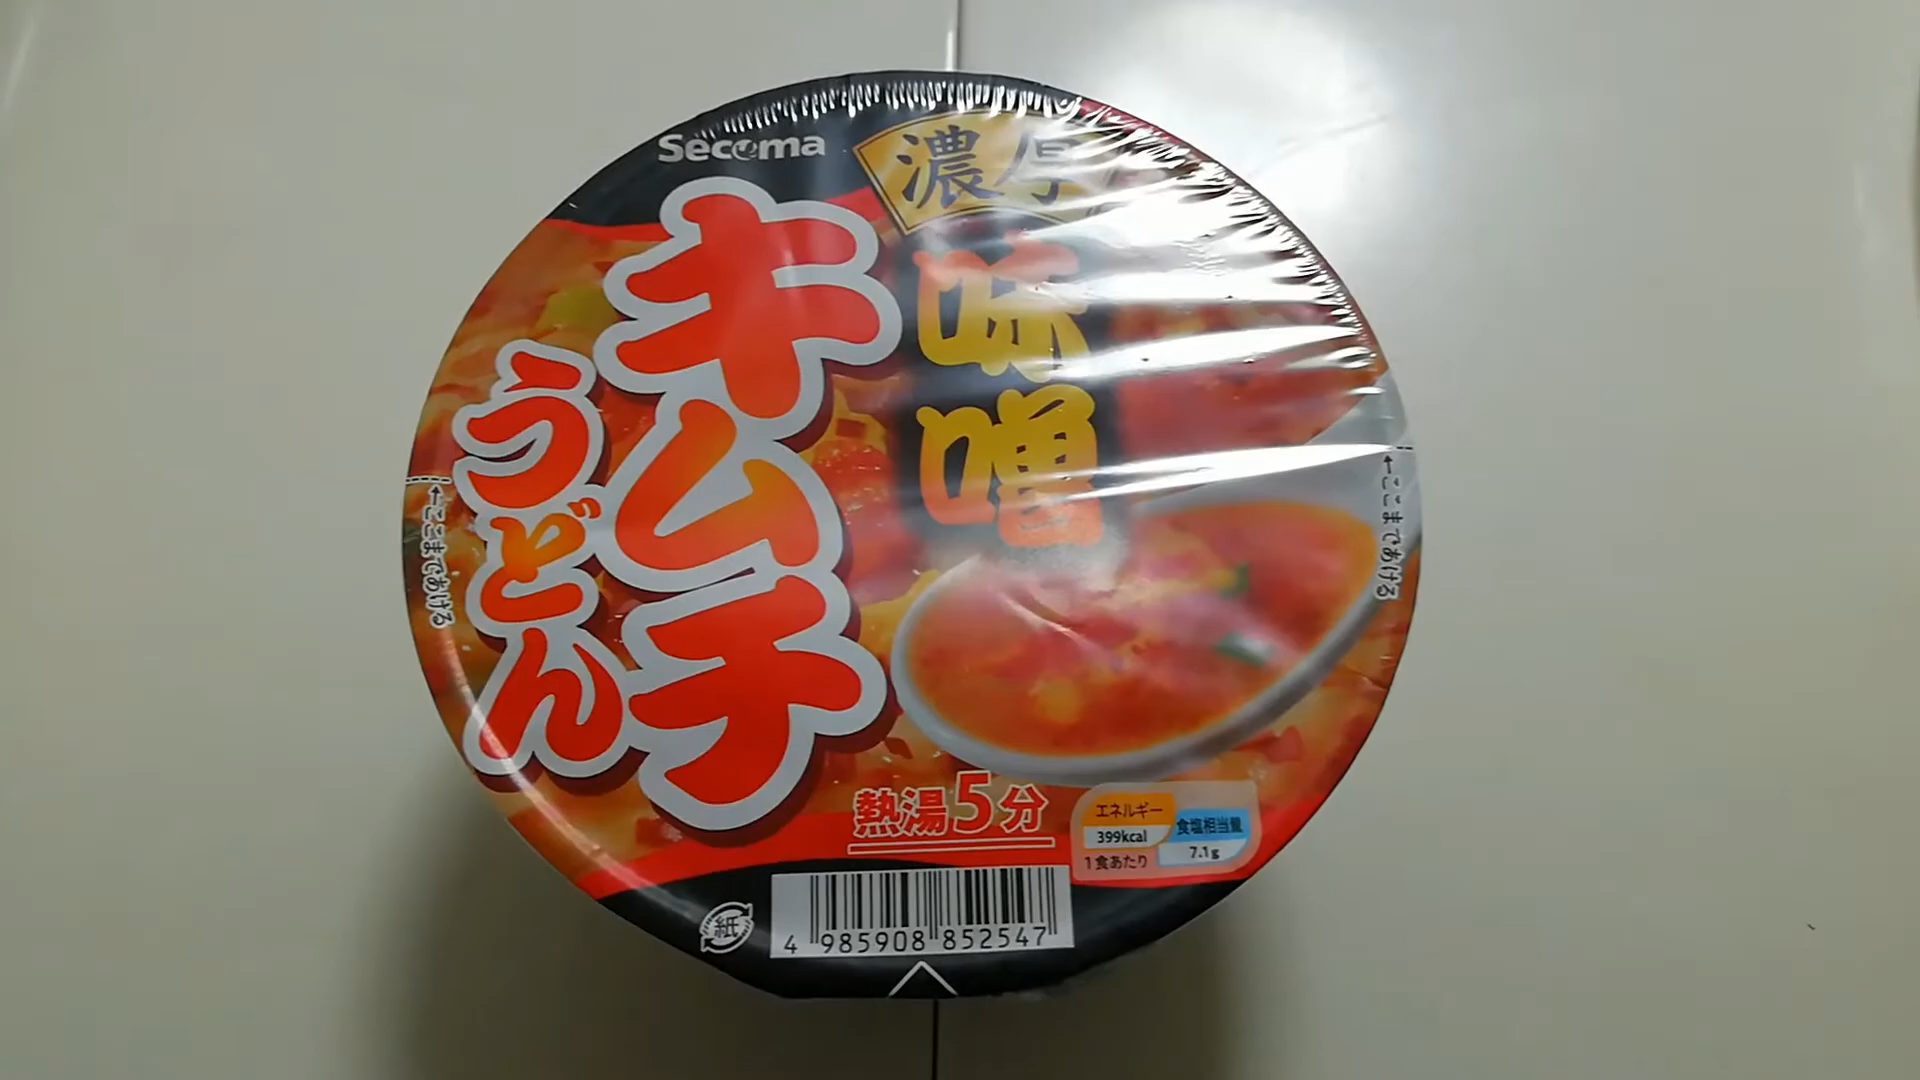 Secoma
濃厚
味噌
キムチ
うどん
←ここまであける
←ここまであける
熱湯5分
エネルギー
399kcal
1食あたり
食塩相当量
7.1g
紙
4 985908 852547